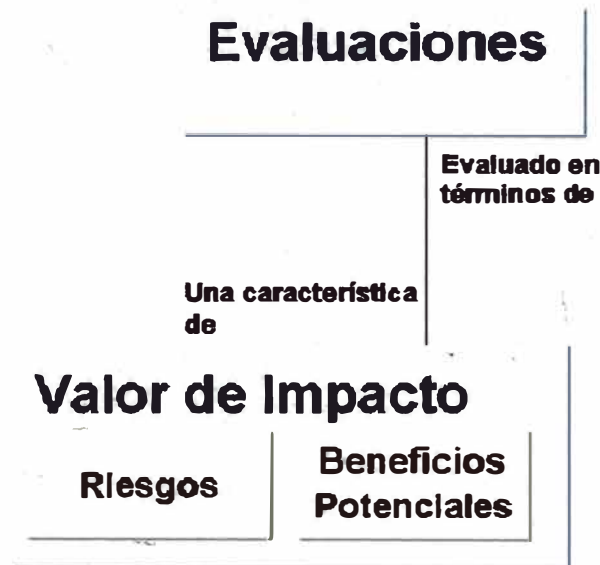 Evaluaciones
Evaluado en
términos de
Una característica
de
Valor de Impacto
Riesgos
Beneficios
Potenciales